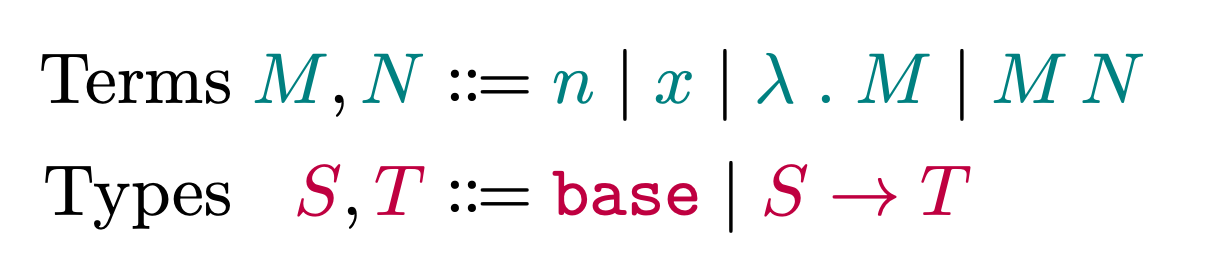 Terms M, N ::= n | x | λ . M | M N
Types S, T ::= base | S → T